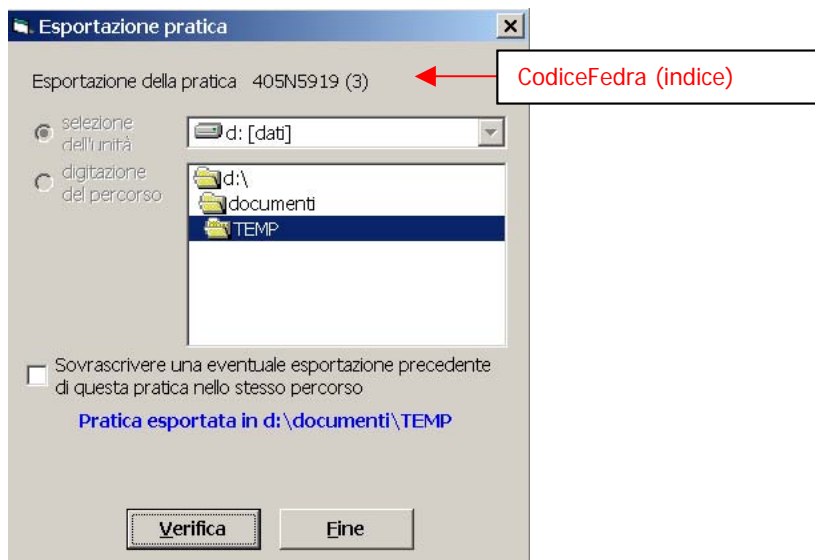 Esportazione pratica
Esportazione della pratica 405N5919 (3)
CodiceFedra (indice)
selezione
dell'unità
d: [dati]
digitazione
del percorso
d:\
documenti
TEMP
Sovrascrivere una eventuale esportazione precedente
di questa pratica nello stesso percorso
Pratica esportata in d:\documenti\TEMP
Verifica
Fine